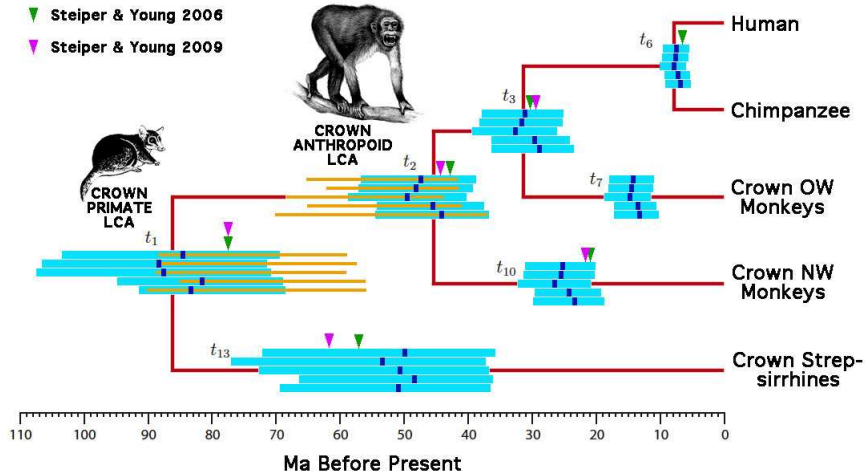 Steiper & Young 2006
Steiper & Young 2009
CROWN
ANTHROPOID
LCA
CROWN
PRIMATE
LCA
t1
t2
t3
t6
t7
t10
t13
Human
Chimpanzee
Crown OW
Monkeys
Crown NW
Monkeys
Crown Strep-
sirrhines
110 100 90 80 70 60 50 40 30 20 10 0
Ma Before Present